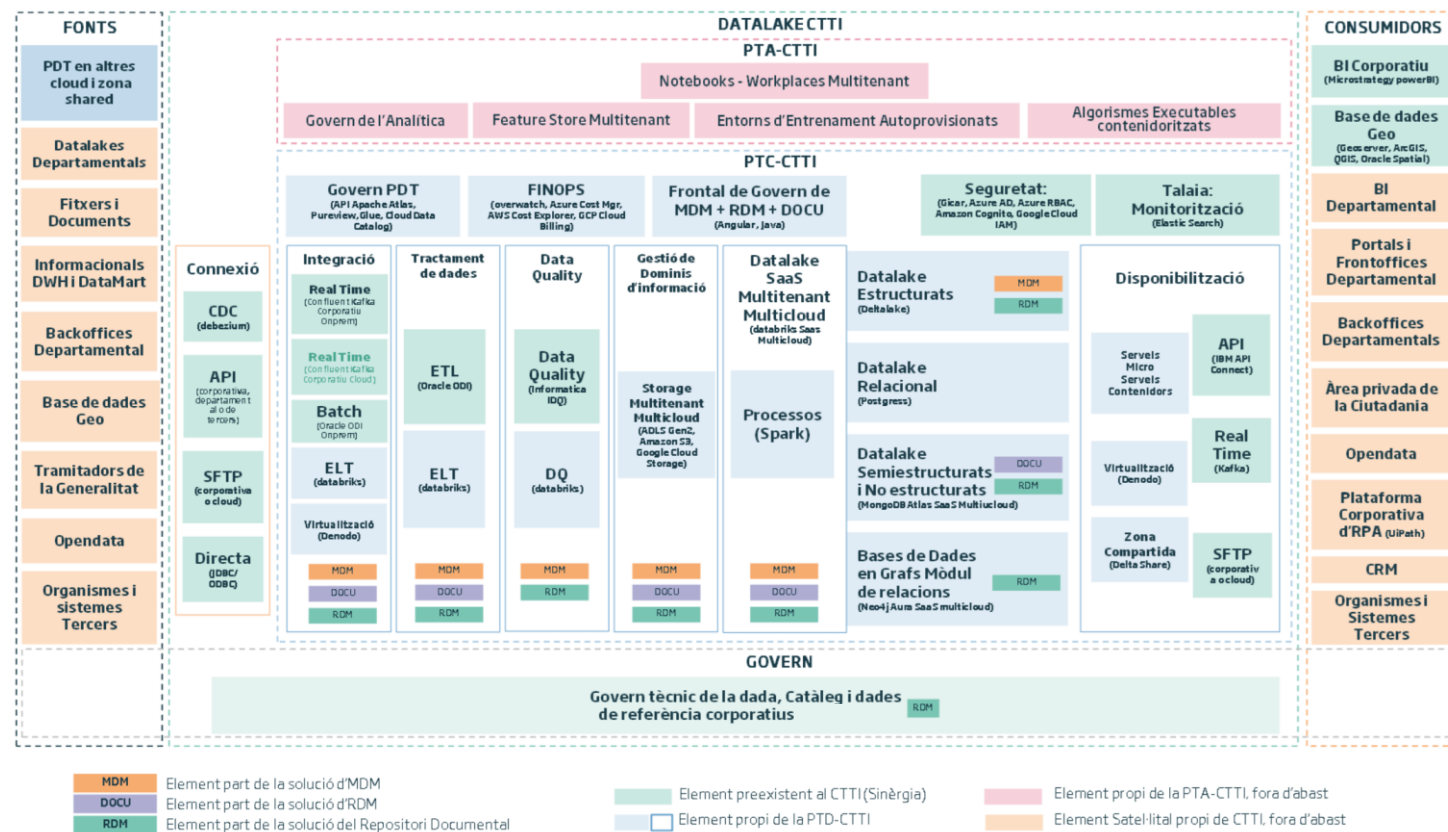 FONTS
PDT en altres
cloud i zona
shared
Datalakes
Departamentals
Fitxers i
Documents
Informacionals
DWH i DataMart
Backoffices
Departamental
Base de dades
Geo
Tramitadors de
la Generalitat
Opendata
Organismes i
sistemes
Tercers
DATALAKE CTTI
PTA-CTTI
Notebooks - Workplaces Multitenant
Govern de l'Analítica
Feature Store Multitenant
Entorns d'Entrenament Autoprovisionats
Algorismes Executables
contenidoritzats
PTC-CTTI
Govern PDT
(API Apache Atlas,
Pureview,Glue, Cloud Data
Catalog)
FINOPS
(overwatch, Azure Cost Mgr,
AWS Cost Explorer, GCP Cloud
Billing)
Frontal de Govern de
MDM + RDM + DOCU
(Angular, Java)
Seguretat:
(Gicar, Azure AD, Azure RBAC,
Amazon Cognito, Google Cloud
IAM)
Talaia:
Monitorització
(Elastic Search)
Connexió
CDC
(debezium)
API
(corporativa,
departament
al o de
tercers)
SFTP
(corporativa
o cloud)
Directa
(JDBC/
ODBC)
Integració
Real Time
(Confluent Kafka
Corporatiu
Onprem)
Real Time
(Confluent Kafka
Corporatiu Cloud)
Batch
(Oracle ODI
Onprem)
ELT
(databriks)
Virtualització
(Denodo)
MDM
DOCU
RDM
Tractament
de dades
ETL
(Oracle ODI)
ELT
(databriks)
MDM
DOCU
RDM
Data
Quality
Data
Quality
(Informatica
IDQ)
DQ
(databriks)
MDM
RDM
Gestió de
Dominis
d'informació
Storage
Multitenant
Multicloud
(ADLS Gen2,
Amazon S3,
Google Cloud
Storage)
MDM
DOCU
RDM
Datalake
SaaS
Multitenant
Multicloud
(databriks Saas
Multicloud)
Processos
(Spark)
MDM
DOCU
RDM
Datalake
Estructurats
(Deltalake)
MDM
RDM
Datalake
Relacional
(Postgress)
Datalake
Semiestructurats
i No estructurats
(MongoDB Atlas SaaS Multiucloud)
DOCU
RDM
Bases de Dades
en Grafs Mòdul
de relacions
(Neo4j Aura SaaS multicloud)
RDM
Disponibilització
Serveis
Micro
Serveis
Contenidors
Virtualització
(Denodo)
Zona
Compartida
(Delta Share)
API
(IBM API
Connect)
Real
Time
(Kafka)
SFTP
(corporativ
a o cloud)
GOVERN
Govern tècnic de la dada, Catàleg i dades
de referència corporatius
RDM
CONSUMIDORS
BI Corporatiu
(Microstrategy powerBI)
Base de dades
Geo
(Geoserver, ArcGIS,
QGIS, Oracle Spatial)
BI
Departamental
Portals i
Frontoffices
Departamental
Backoffices
Departamentals
Àrea privada de
la Ciutadania
Opendata
Plataforma
Corporativa
d'RPA (UiPath)
CRM
Organismes i
Sistemes
Tercers
MDM Element part de la solució d'MDM
DOCU Element part de la solució d'RDM
RDM Element part de la solució del Repositori Documental
Element preexistent al CTTI (Sinèrgia)
Element propi de la PTD-CTTI
Element propi de la PTA-CTTI, fora d'abast
Element Satel·lital propi de CTTI, fora d'abast